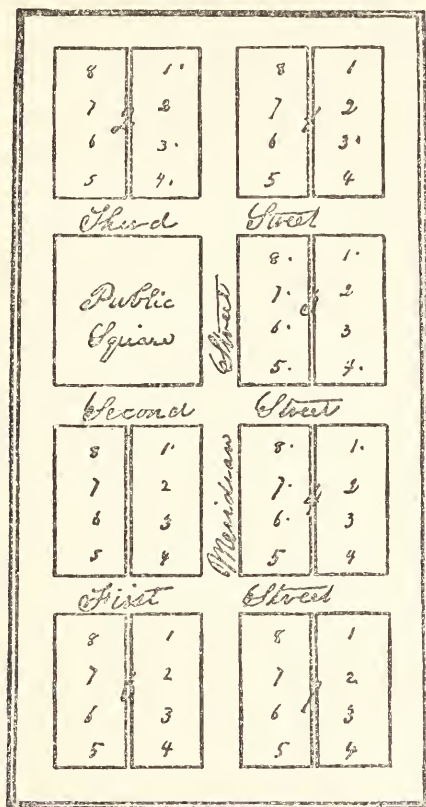 8 1. 8 1
7 2 7 2
6 3. 6 3.
5 4. 5 4
Third Street
Public
Square
8. 1.
7. 2
6. 3
5. 4.
Street
Second Street
8 1. 8. 1.
7 2 7. 2
6 3 6. 3
5 4 5 4
Meridian
First Street
8 1 8 1
7 2 7 2
6 3 6 3
5 4 5 4